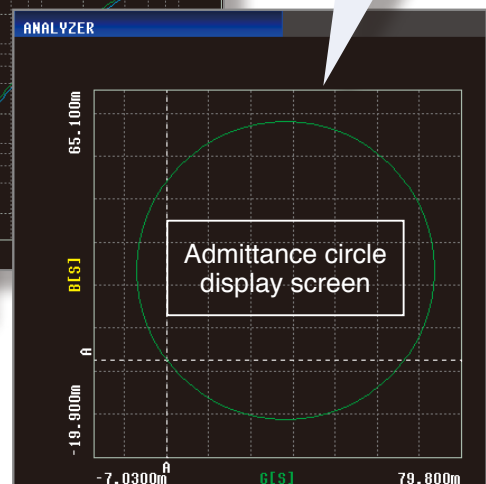 ANALYZER
65.100m
B[S]
A
-19.900m
Admittance circle
display screen
A
-7.0300m
G[S]
79.800m